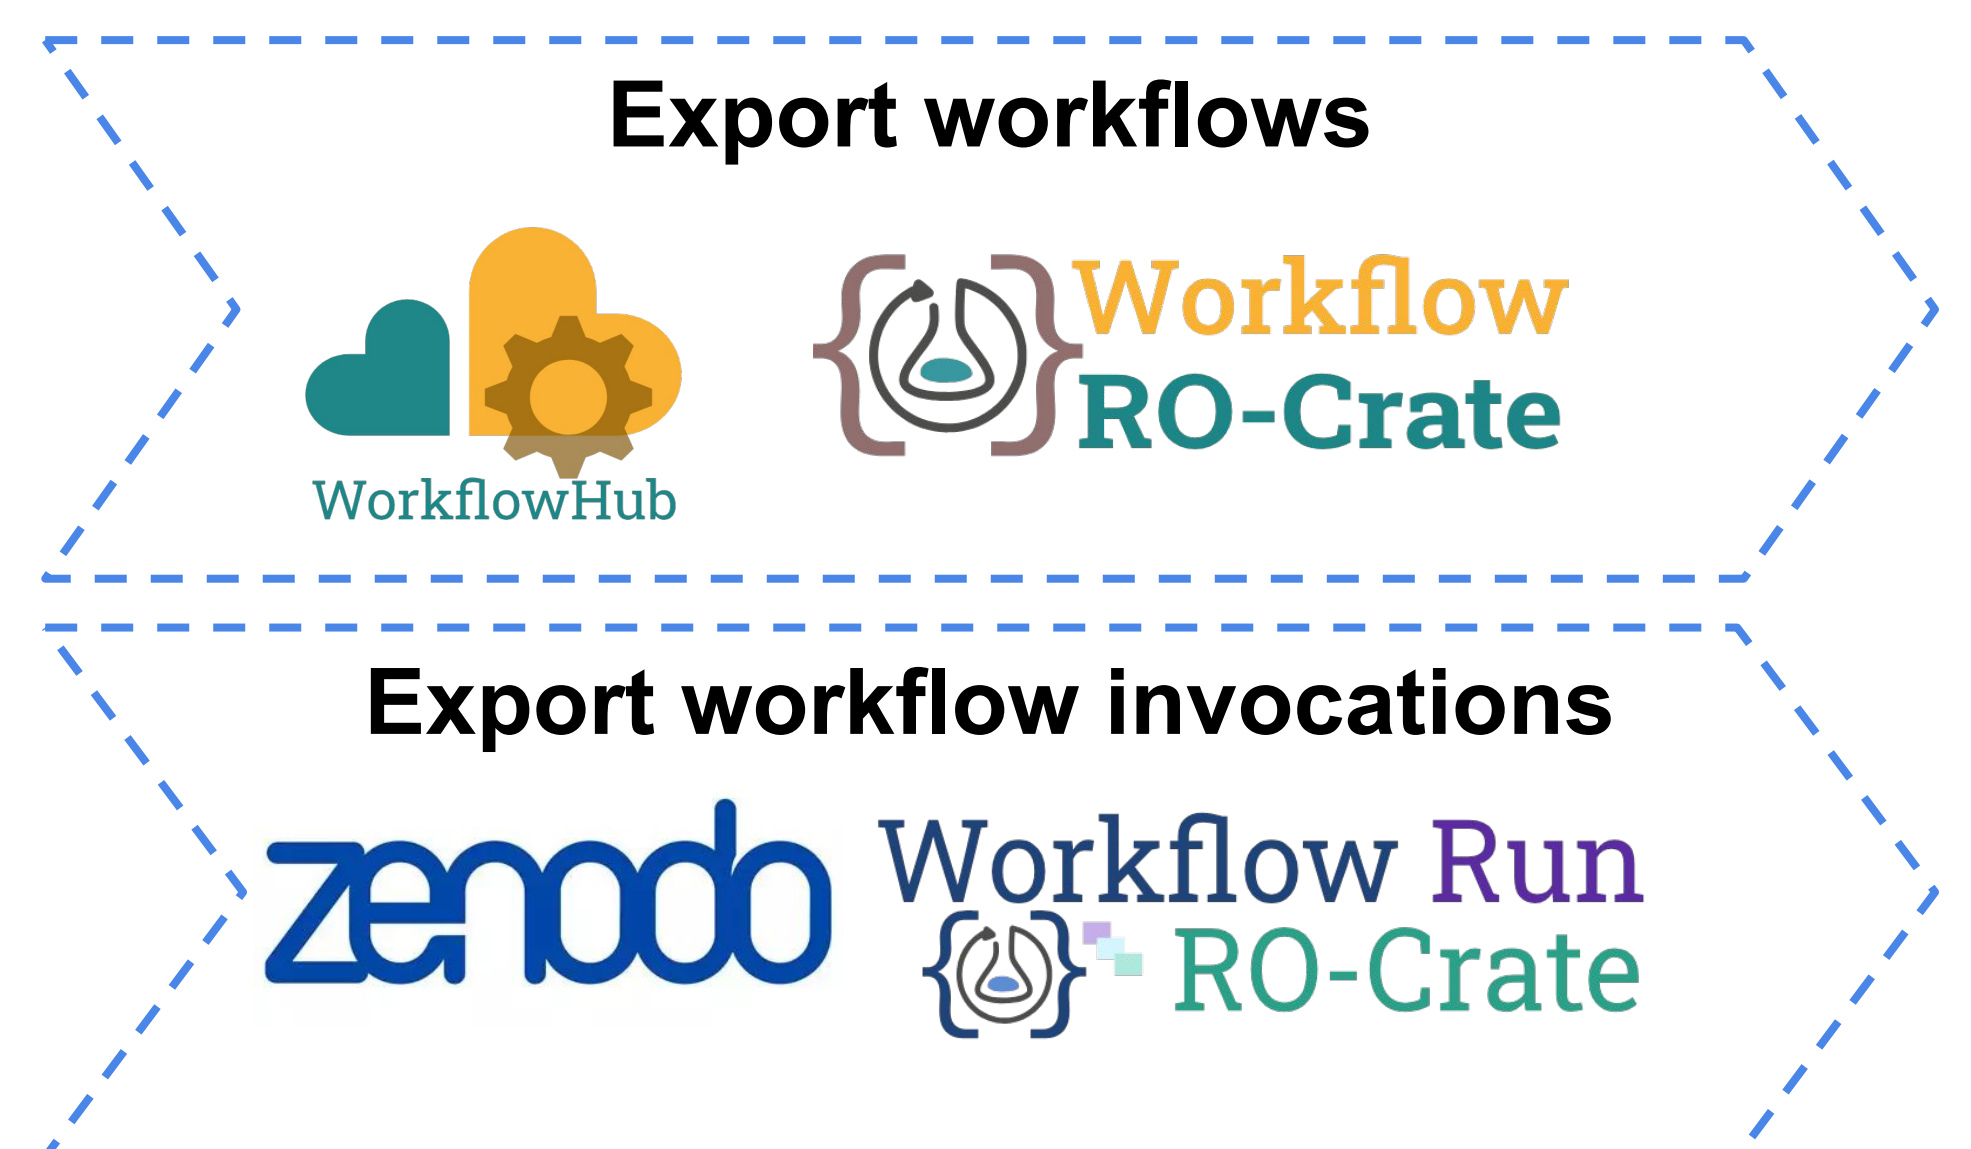 Export workflows
WorkflowHub
Workflow
RO-Crate
Export workflow invocations
zenodo
Workflow Run
RO-Crate